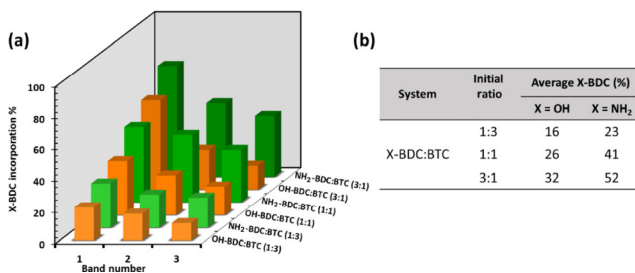 (a)
X-BDC incorporation %
100
80
60
40
20
0
1 2 3
Band number
NH2-BDC:BTC (3:1)
OH-BDC:BTC (3:1)
NH2-BDC:BTC (1:1)
OH-BDC:BTC (1:1)
NH2-BDC:BTC (1:3)
OH-BDC:BTC (1:3)
(b)
System Initial ratio Average X-BDC (%)
X = OH X = NH2
1:3 16 23
X-BDC:BTC 1:1 26 41
3:1 32 52